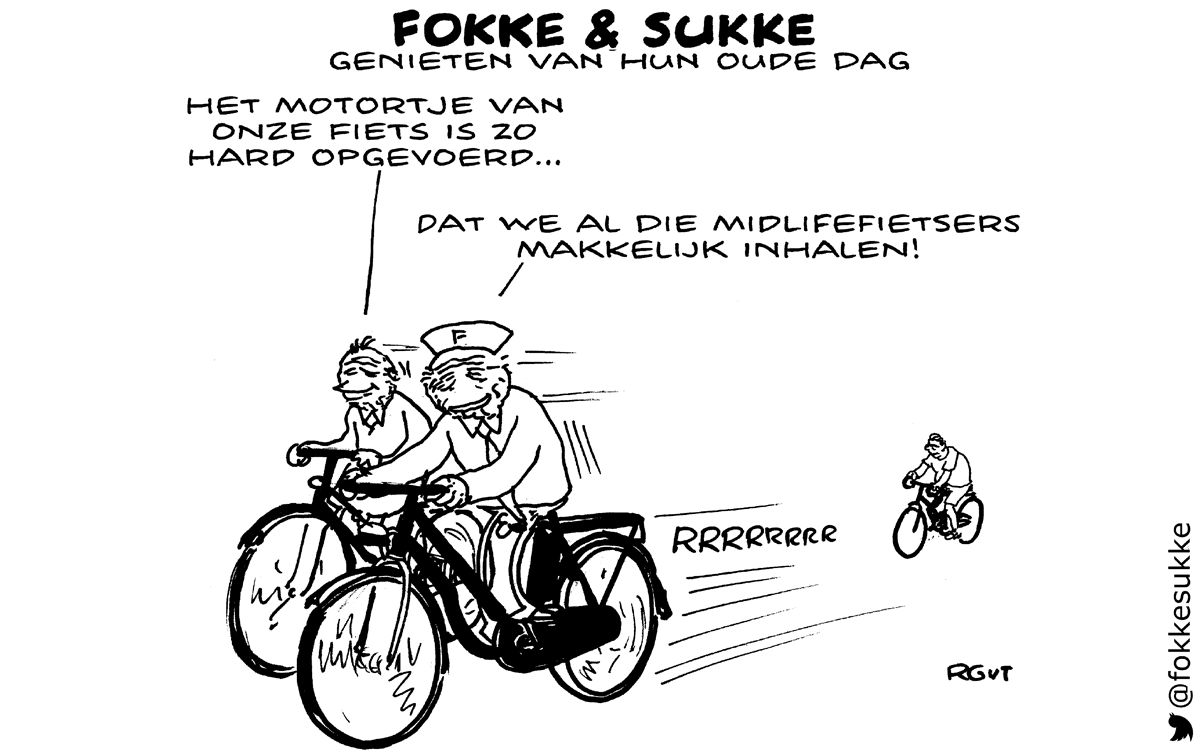 FOKKE & SUKKE
GENIETEN VAN HUN OUDE DAG
HET MOTORTJE VAN
ONZE FIETS IS ZO
HARD OPGEVOERD...
DAT WE AL DIE MIDLIFEFIETSERS
MAKKELIJK INHALEN!
F
RRRRRRRR
RGVT
@fokkesukke